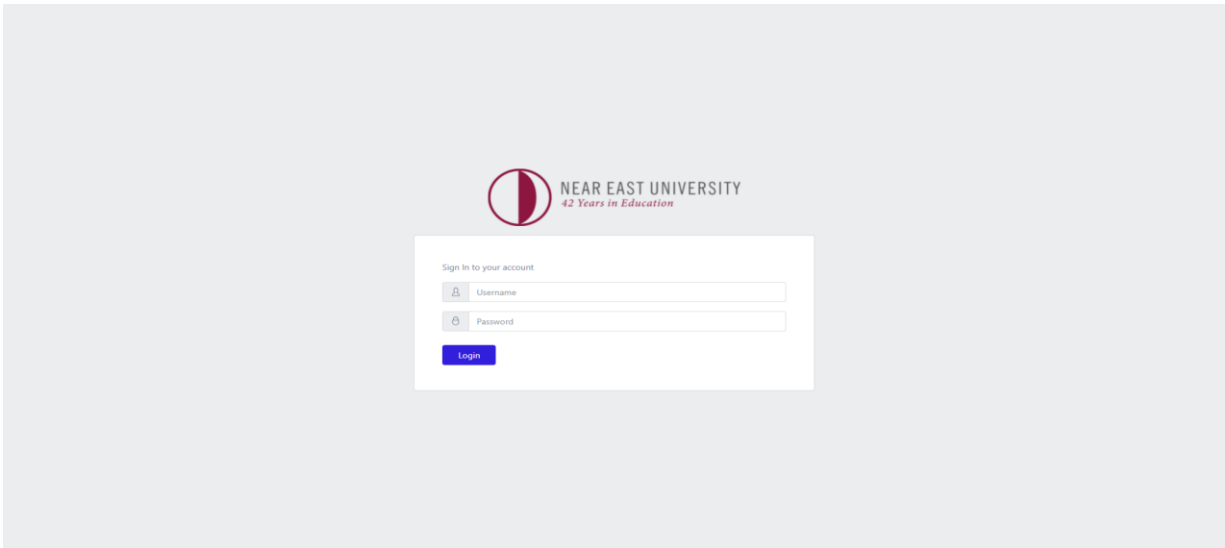 NEAR EAST UNIVERSITY
42 Years in Education
Sign In to your account
Username
Password
Login